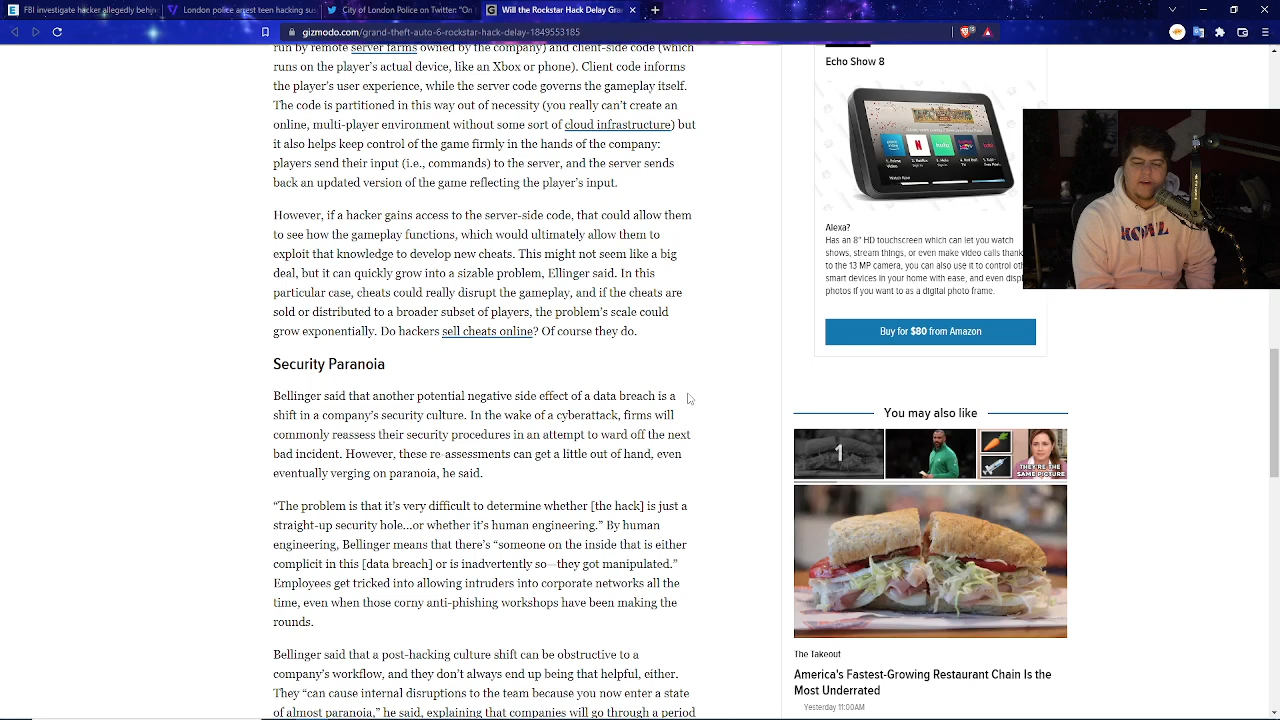 FBI investigate hacker allegedly behi
London police arrest teen hacking su
City of London Police on Twitter: "On
Will the Rockstar Hack Delay Gra
gizmodo.com/grand-theft-auto-6-rockstar-hack-delay-1849553185
run by remote server farms owned by the company) and client-side code (which
runs on the player's actual device, like an Xbox or phone). Client code informs
the player's user experience, while the server code governs the gameplay itself.
The code is partitioned in this way out of necessity (you really can't create an
online, multi-player environment without some sort of cloud infrastructure) but
it also helps keep control of the game firmly in the hands of the company.
Players send their input (i.e., commands) to the server, and the server sends
back an updated version of the game reflecting the player's input.
However, if a hacker gains access to the server-side code, that could allow them
to see how the gameplay functions, which would ultimately allow them to
exploit that knowledge to develop new cheats. This might not seem like a big
deal, but it can quickly grow into a sizable problem, Ellinger said. In this
particular case, cheats could really disrupt the gameplay, and if the cheats are
sold or distributed to a broader subset of players, the problem's scale could
grow exponentially. Do hackers sell cheats online? Of course they do.
Security Paranoia
Bellinger said that another potential negative side effect of a data breach is a
shift in a company's security culture. In the wake of a cyberattack, firms will
commonly reassess their security procedures in an attempt to ward off the next
bad incident. However, these re-assessments can get a little out of hand, even
eventually verge on paranoia, he said.
"The problem is that it's very difficult to determine whether [the hack] is just a
straight-up security hole...or whether it's human engineering." By human
engineering, Bellinger means that there's "someone on the inside that is either
complicit in this [data breach] or is inadvertently so—they got manipulated."
Employees get tricked into allowing intruders into corporate networks all the
time, even when those corny anti-phishing workshops have been making the
rounds.
Bellinger said that a post-hacking culture shift can be obstructive to a
company's workflow, and they don't always end up being that helpful, either.
They "can cause internal disruptions to the team because you now enter a state
of almost paranoia," he said, explaining that companies will go through a period
Echo Show 8
Alexa?
Has an 8" HD touchscreen which can let you watch
shows, stream things, or even make video calls thank
to the 13 MP camera, you can also use it to control oth
smart devices in your home with ease, and even displ
photos if you want to as a digital photo frame.
Buy for $80 from Amazon
You may also like
1
THEY'RE THE
SAME PICTURE
The Takeout
America's Fastest-Growing Restaurant Chain Is the
Most Underrated
Yesterday 11:00AM